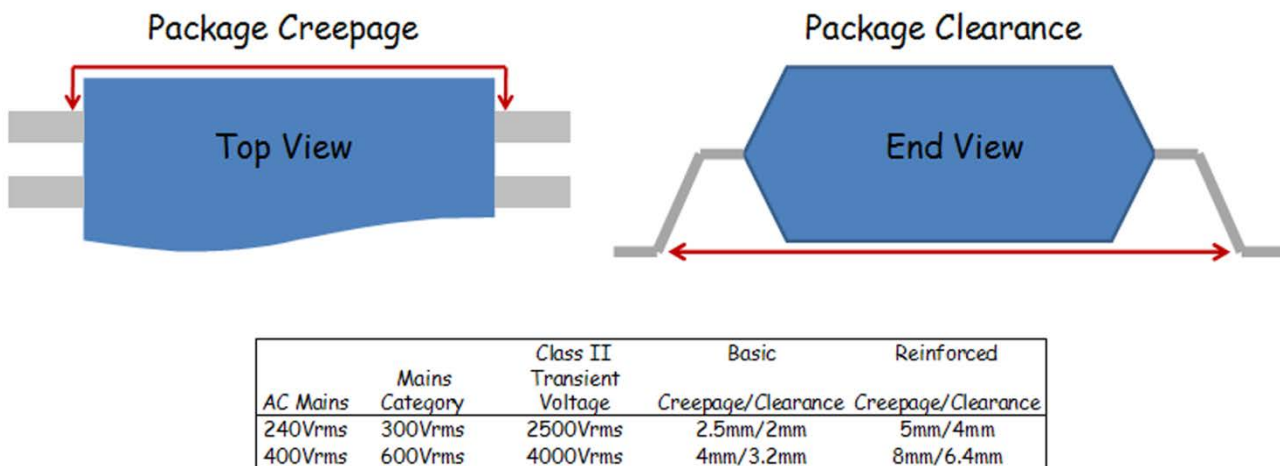 Package Creepage
Package Clearance
Top View
End View
Class II Basic Reinforced
Mains Transient
AC Mains Category Voltage Creepage/Clearance Creepage/Clearance
240Vrms 300Vrms 2500Vrms 2.5mm/2mm 5mm/4mm
400Vrms 600Vrms 4000Vrms 4mm/3.2mm 8mm/6.4mm